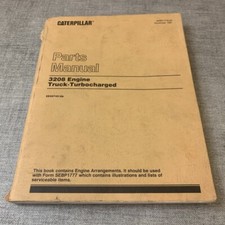 CATERPILLAR
Parts
Manual
3208 Engine
Truck-Turbocharged
This book contains Engine Arrangements. It should be used
with Form SEBP1777 which contains illustrations and lists of
serviceable items.